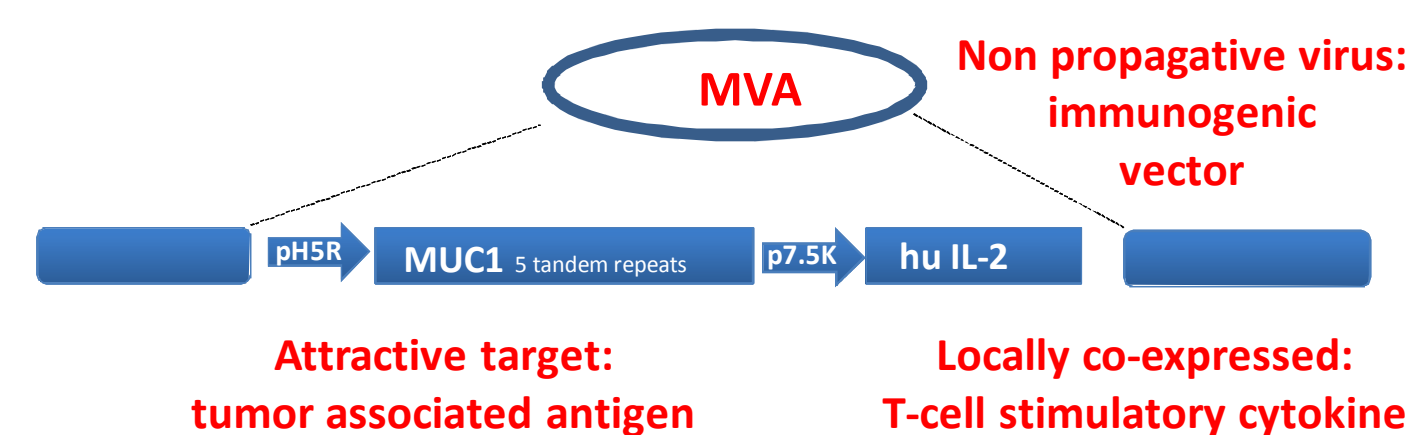 MVA
Non propagative virus:
immunogenic
vector
pH5R
MUC1 5 tandem repeats
p7.5K
hu IL-2
Attractive target:
tumor associated antigen
Locally co-expressed:
T-cell stimulatory cytokine